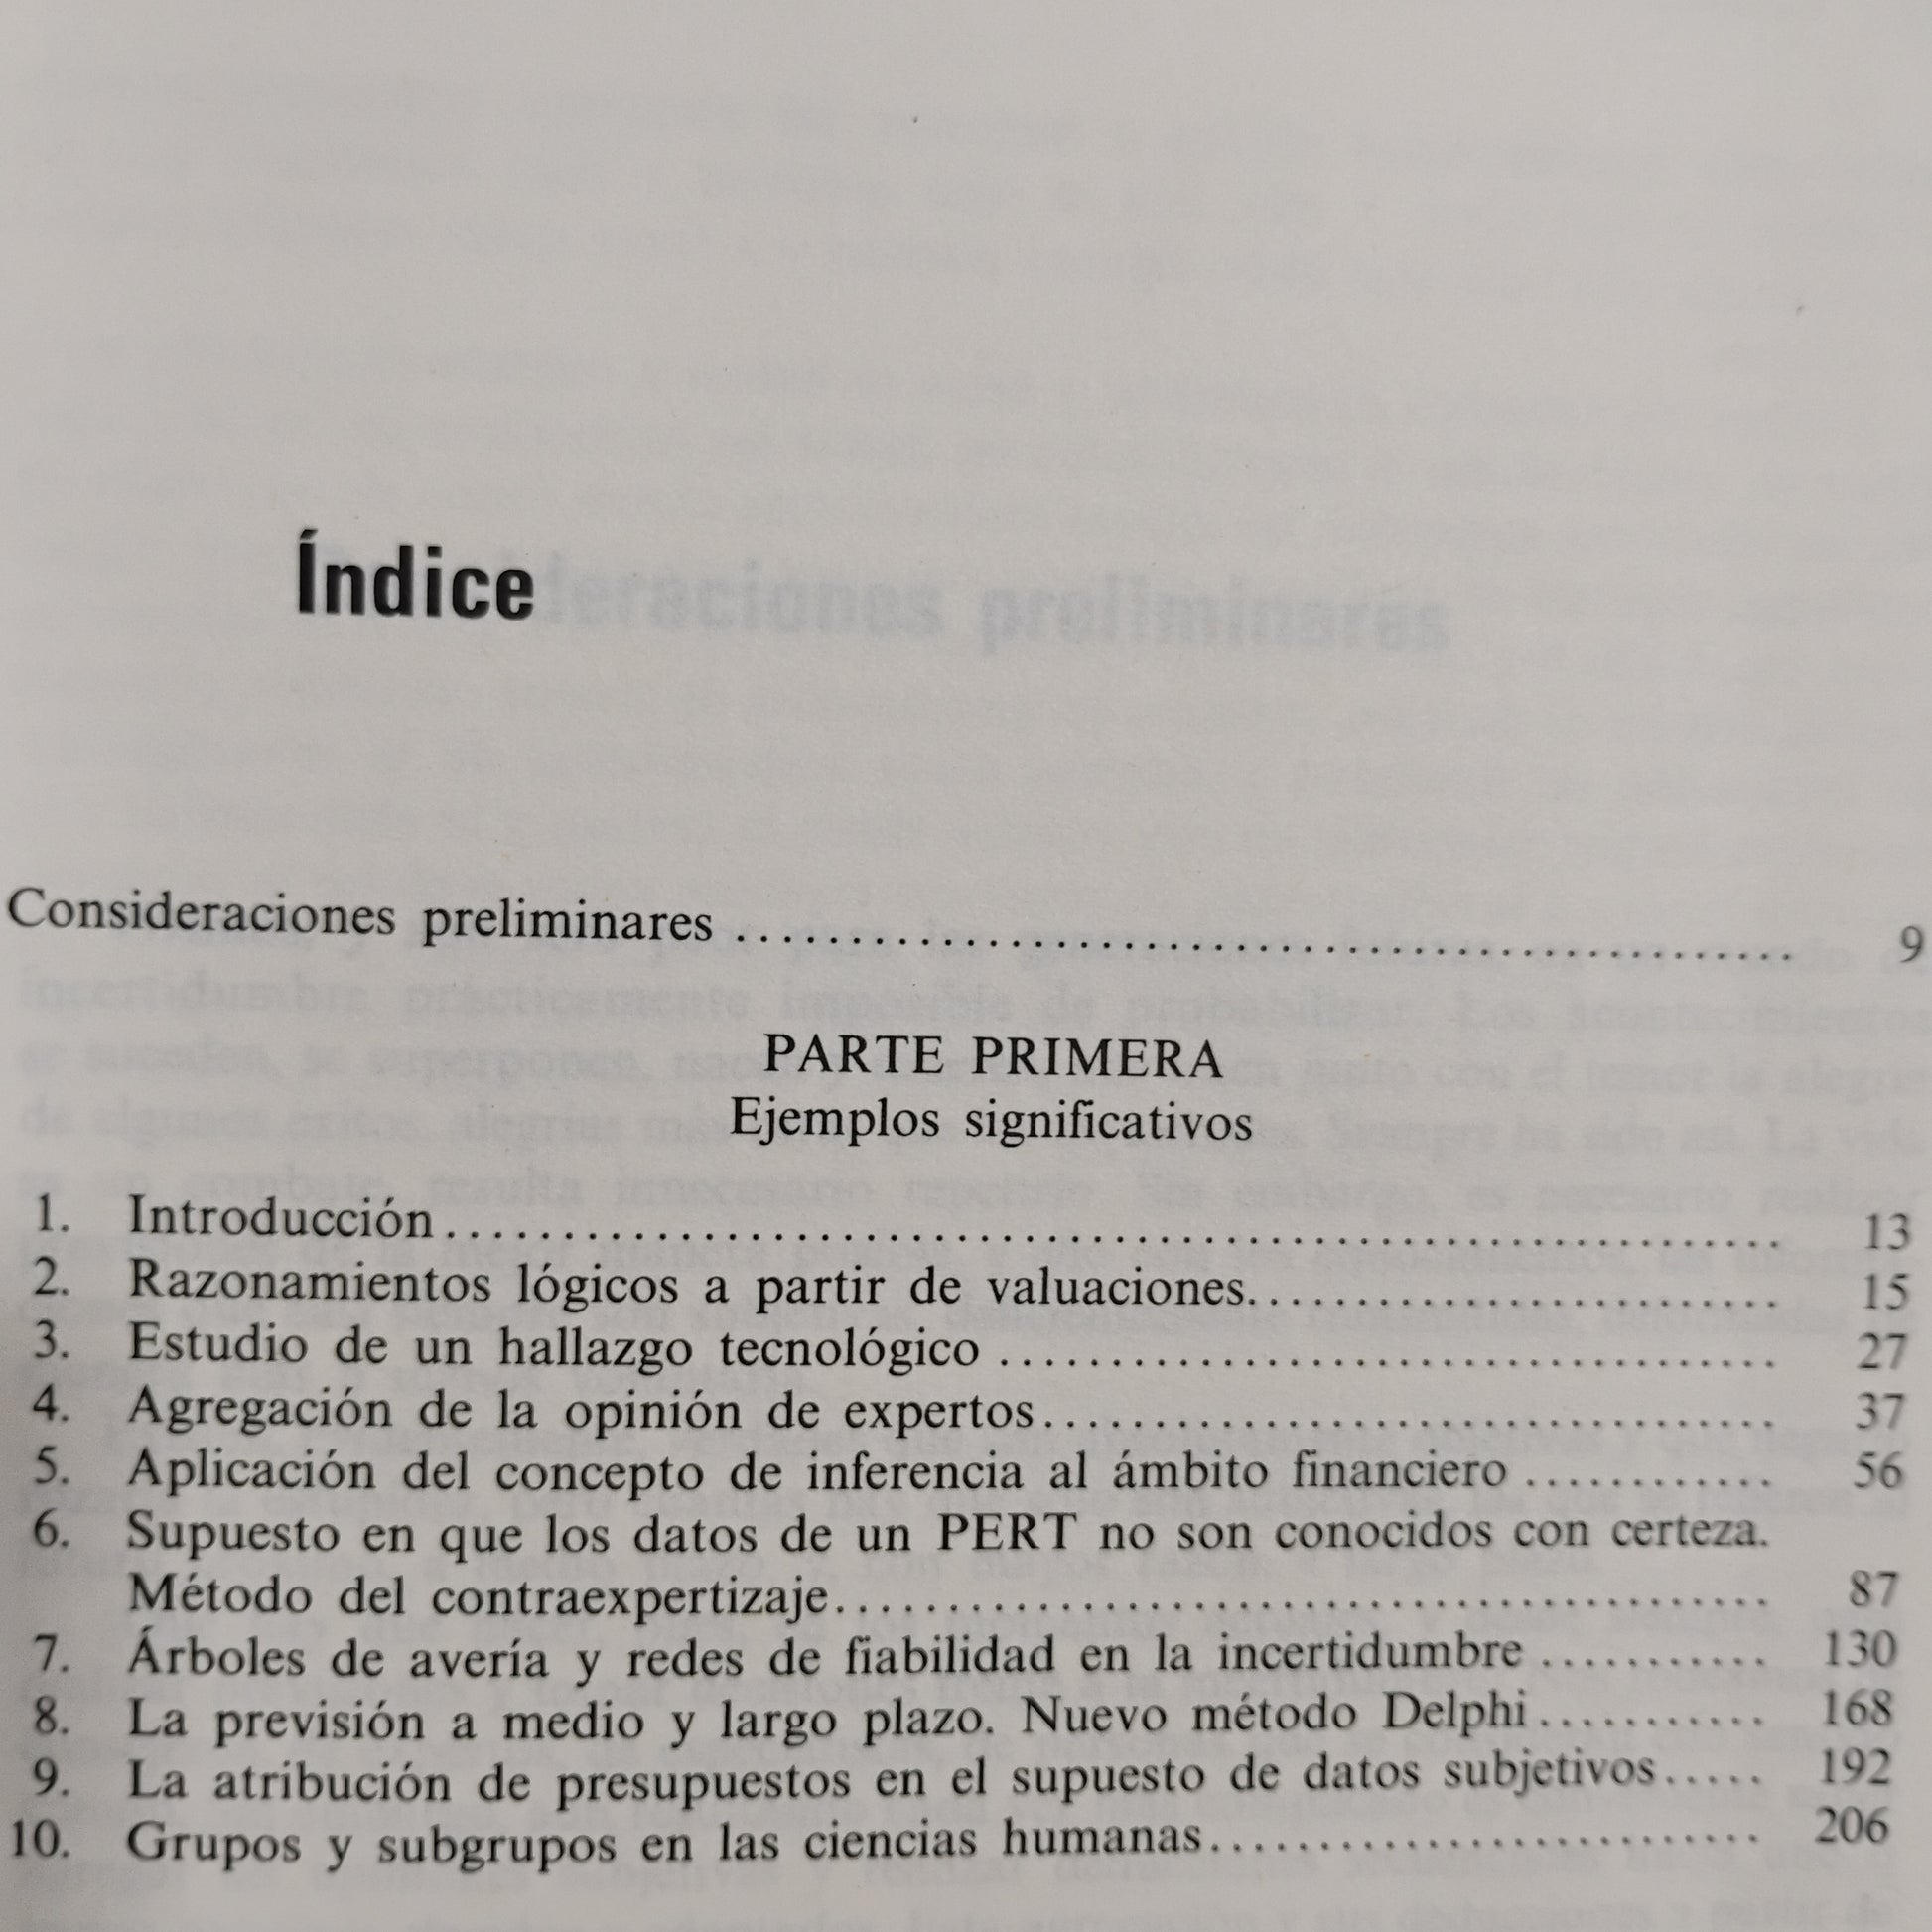 Índice
Consideraciones preliminares ........................................ 9
PARTE PRIMERA
Ejemplos significativos
1. Introducción ........................................ 13
2. Razonamientos lógicos a partir de valuaciones ........................................ 15
3. Estudio de un hallazgo tecnológico ........................................ 27
4. Agregación de la opinión de expertos ........................................ 37
5. Aplicación del concepto de inferencia al ámbito financiero ............ 56
6. Supuesto en que los datos de un PERT no son conocidos con certeza.
Método del contraexpertizaje ........................................ 87
7. Árboles de avería y redes de fiabilidad en la incertidumbre ........... 130
8. La previsión a medio y largo plazo. Nuevo método Delphi ........... 168
9. La atribución de presupuestos en el supuesto de datos subjetivos ..... 192
10. Grupos y subgrupos en las ciencias humanas ........................... 206